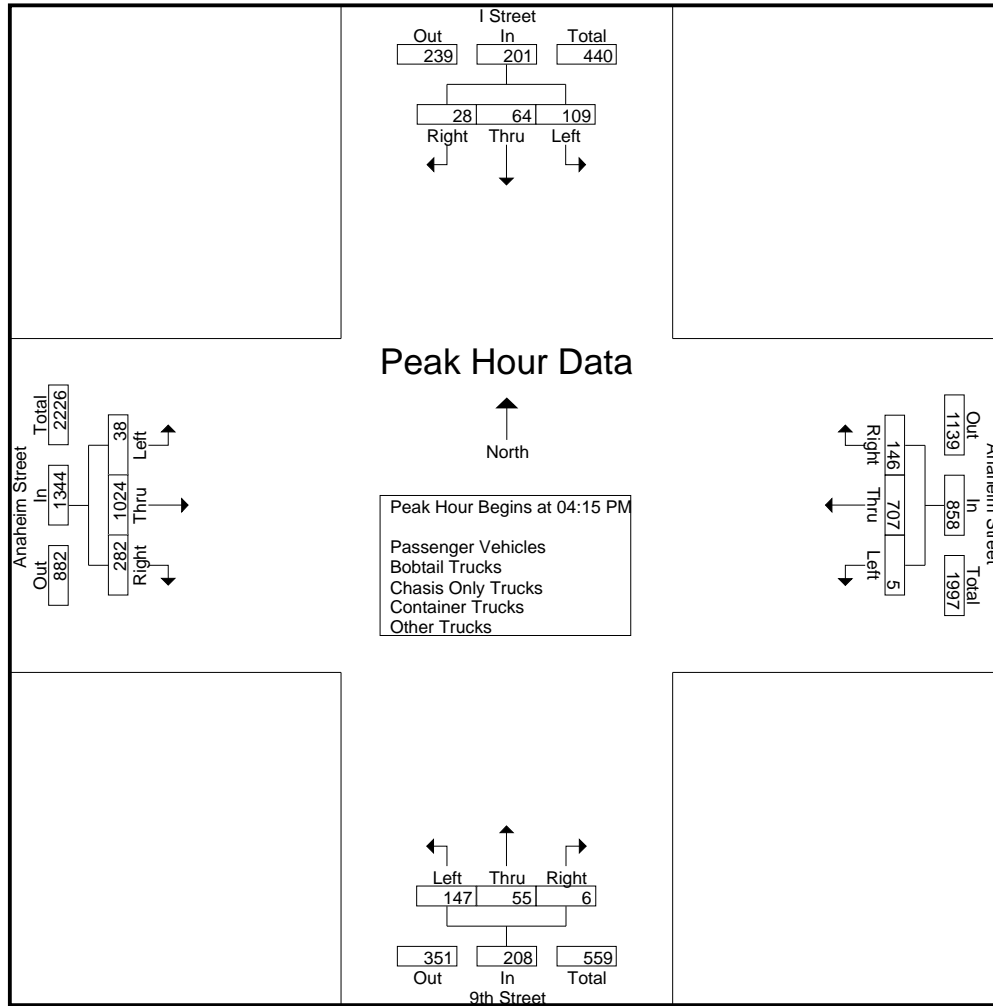 I Street
Out In Total
239 201 440
28 64 109
Right Thru Left
Peak Hour Data
North
Peak Hour Begins at 04:15 PM
Passenger Vehicles
Bobtail Trucks
Chasis Only Trucks
Container Trucks
Other Trucks
Anaheim Street
Out In Total
882 1344 2226
282 1024 38
Right Thru Left
Anaheim Street
Out In Total
1139 858 1997
146 707 5
Right Thru Left
Left Thru Right
147 55 6
351 208 559
Out In Total
9th Street